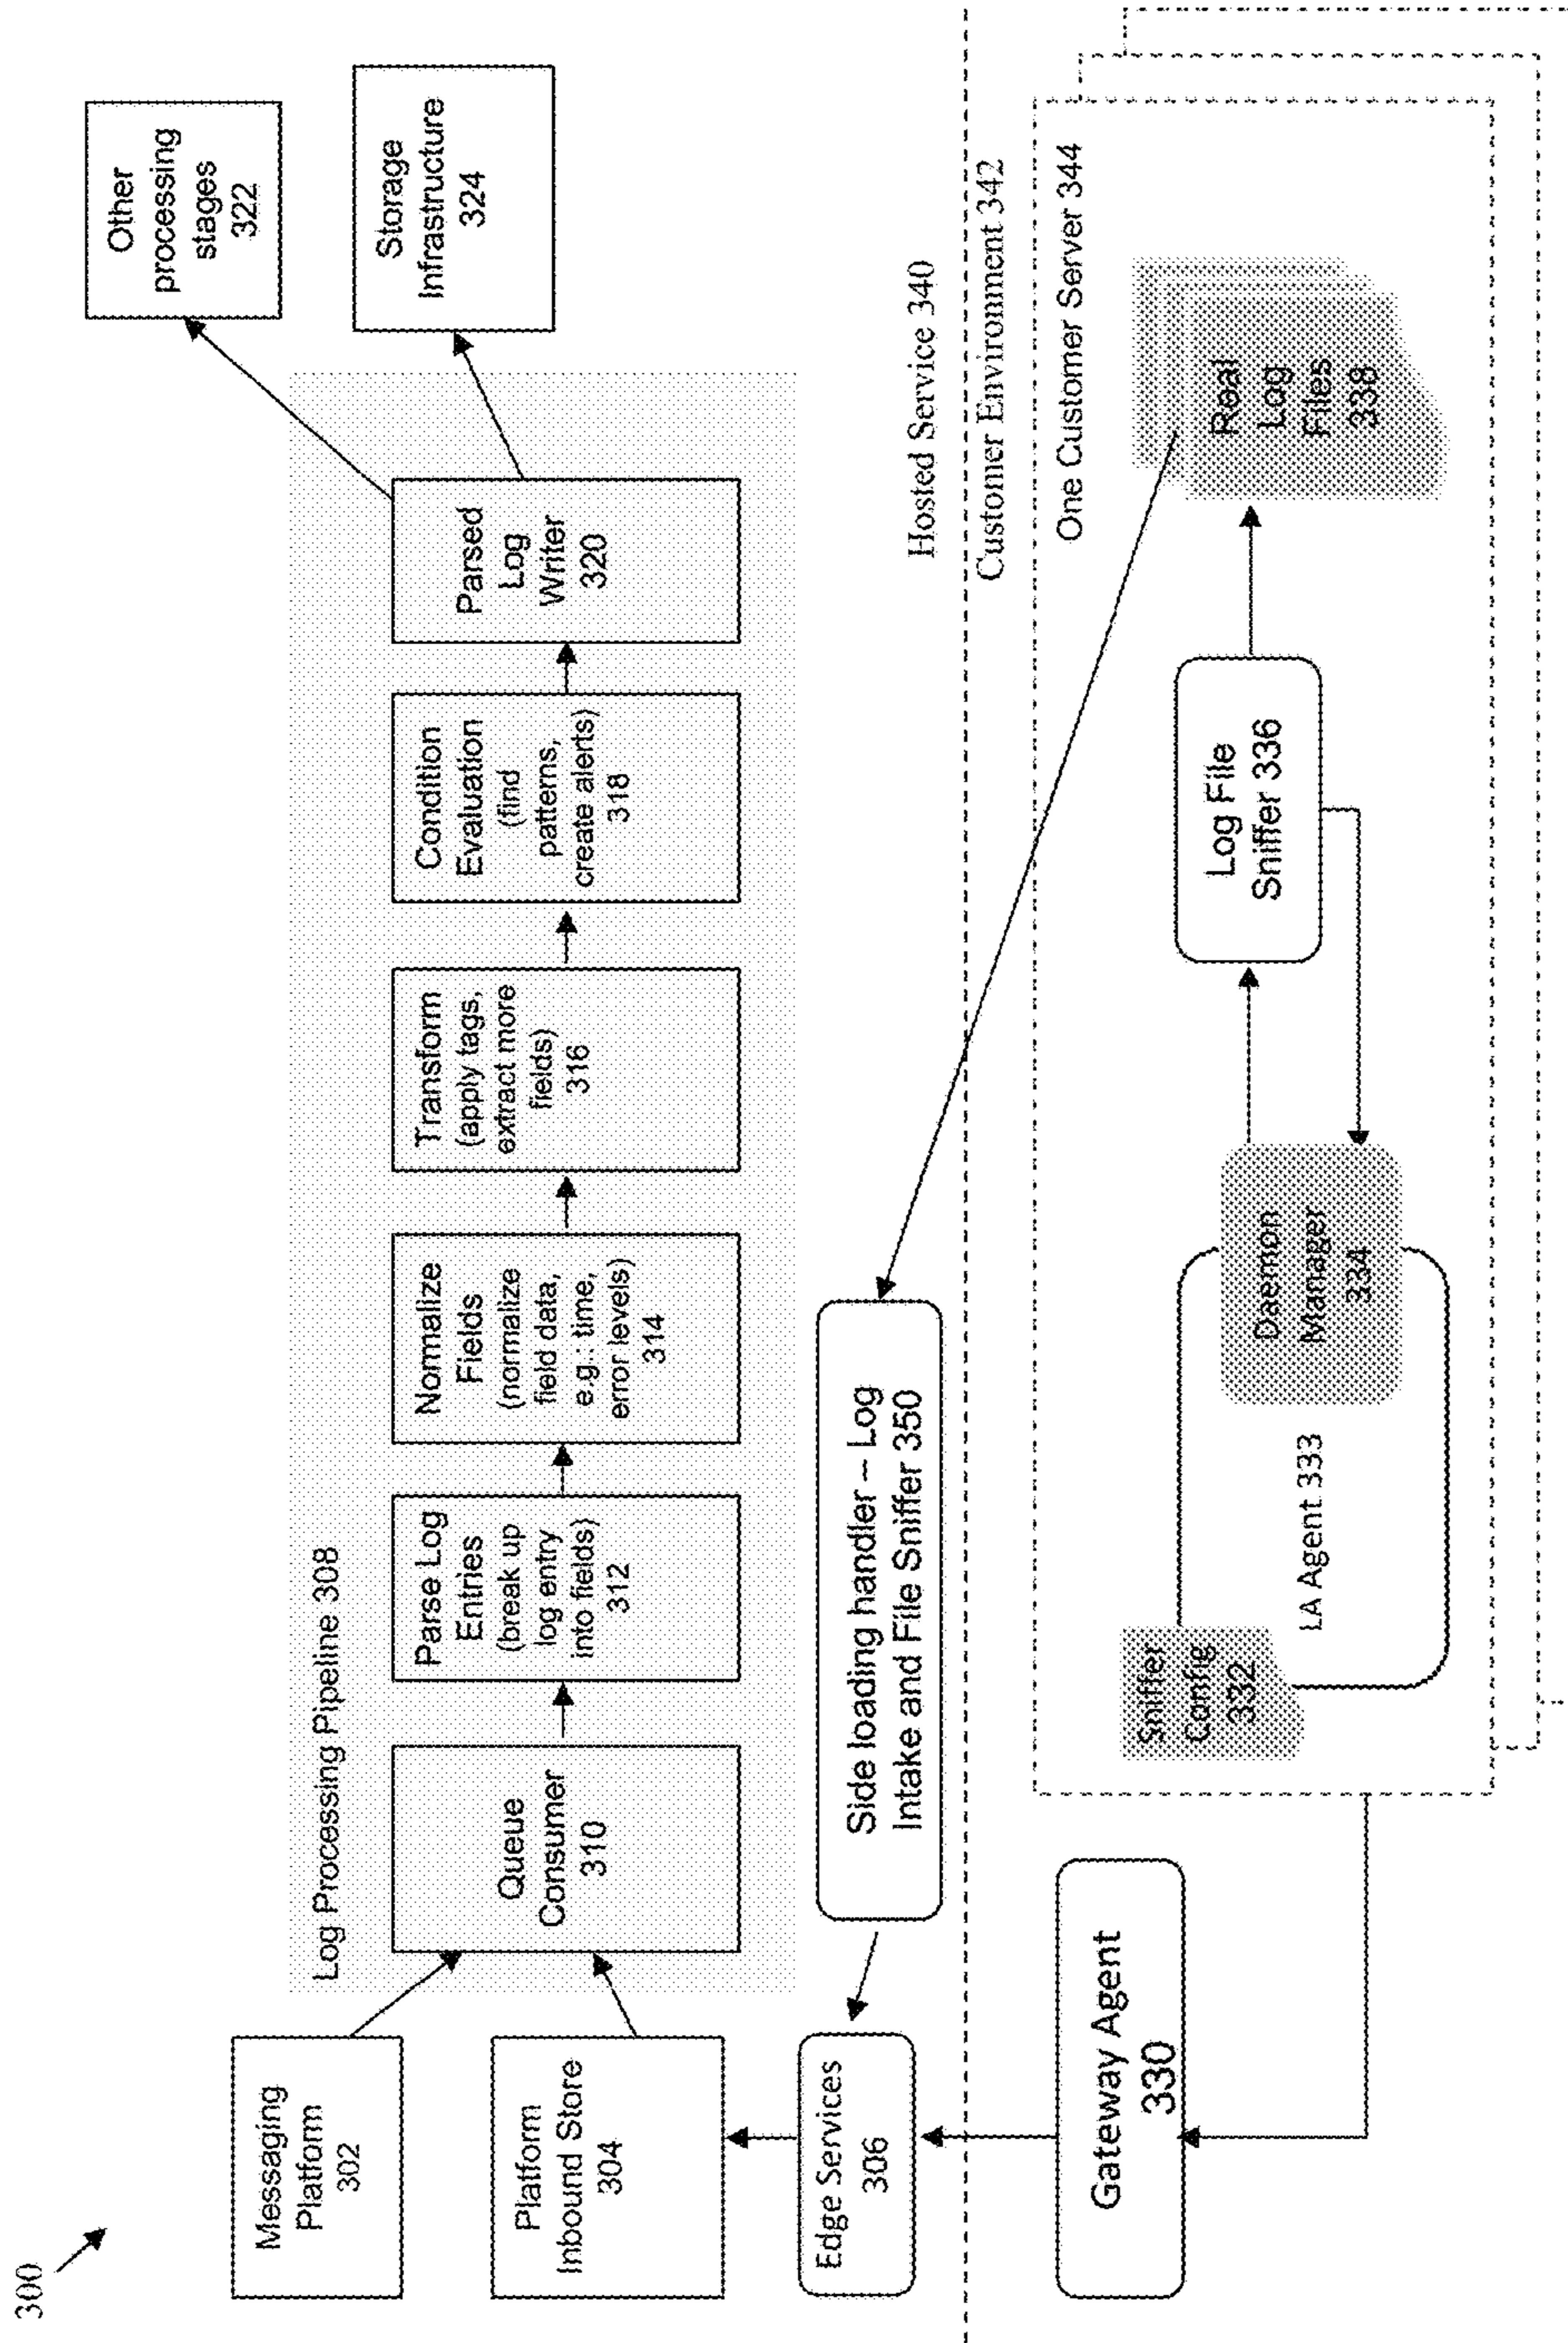 300
Other
processing
stages
322
Storage
Infrastructure
324
Log Processing Pipeline 308
Messaging
Platform
302
Platform
Inbound Store
304
Edge Services
306
Queue
Consumer
310
Parse Log
Entries
(break up
log entry
into fields)
312
Normalize
Fields
(normalize
field data,
e.g.: time,
error levels)
314
Transform
(apply tags,
extract more
fields)
316
Condition
Evaluation
(find
patterns,
create alerts)
318
Parsed
Log
Writer
320
Side loading handler – Log
Intake and File Sniffer 350
Hosted Service 340
Customer Environment 342
Gateway Agent
330
One Customer Server 344
Sniffer
Config
332
LA Agent 333
Daemon
Manager
334
Log File
Sniffer 336
Real
Log
Files
338